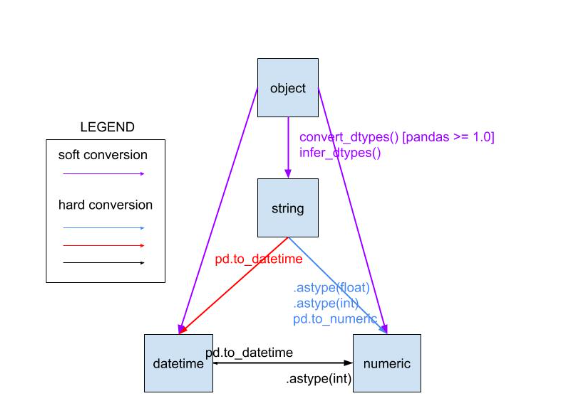 object
LEGEND
soft conversion
hard conversion
convert_dtypes() [pandas >= 1.0]
infer_dtypes()
string
pd.to_datetime
.astype(float)
.astype(int)
pd.to_numeric
datetime
pd.to_datetime
.astype(int)
numeric